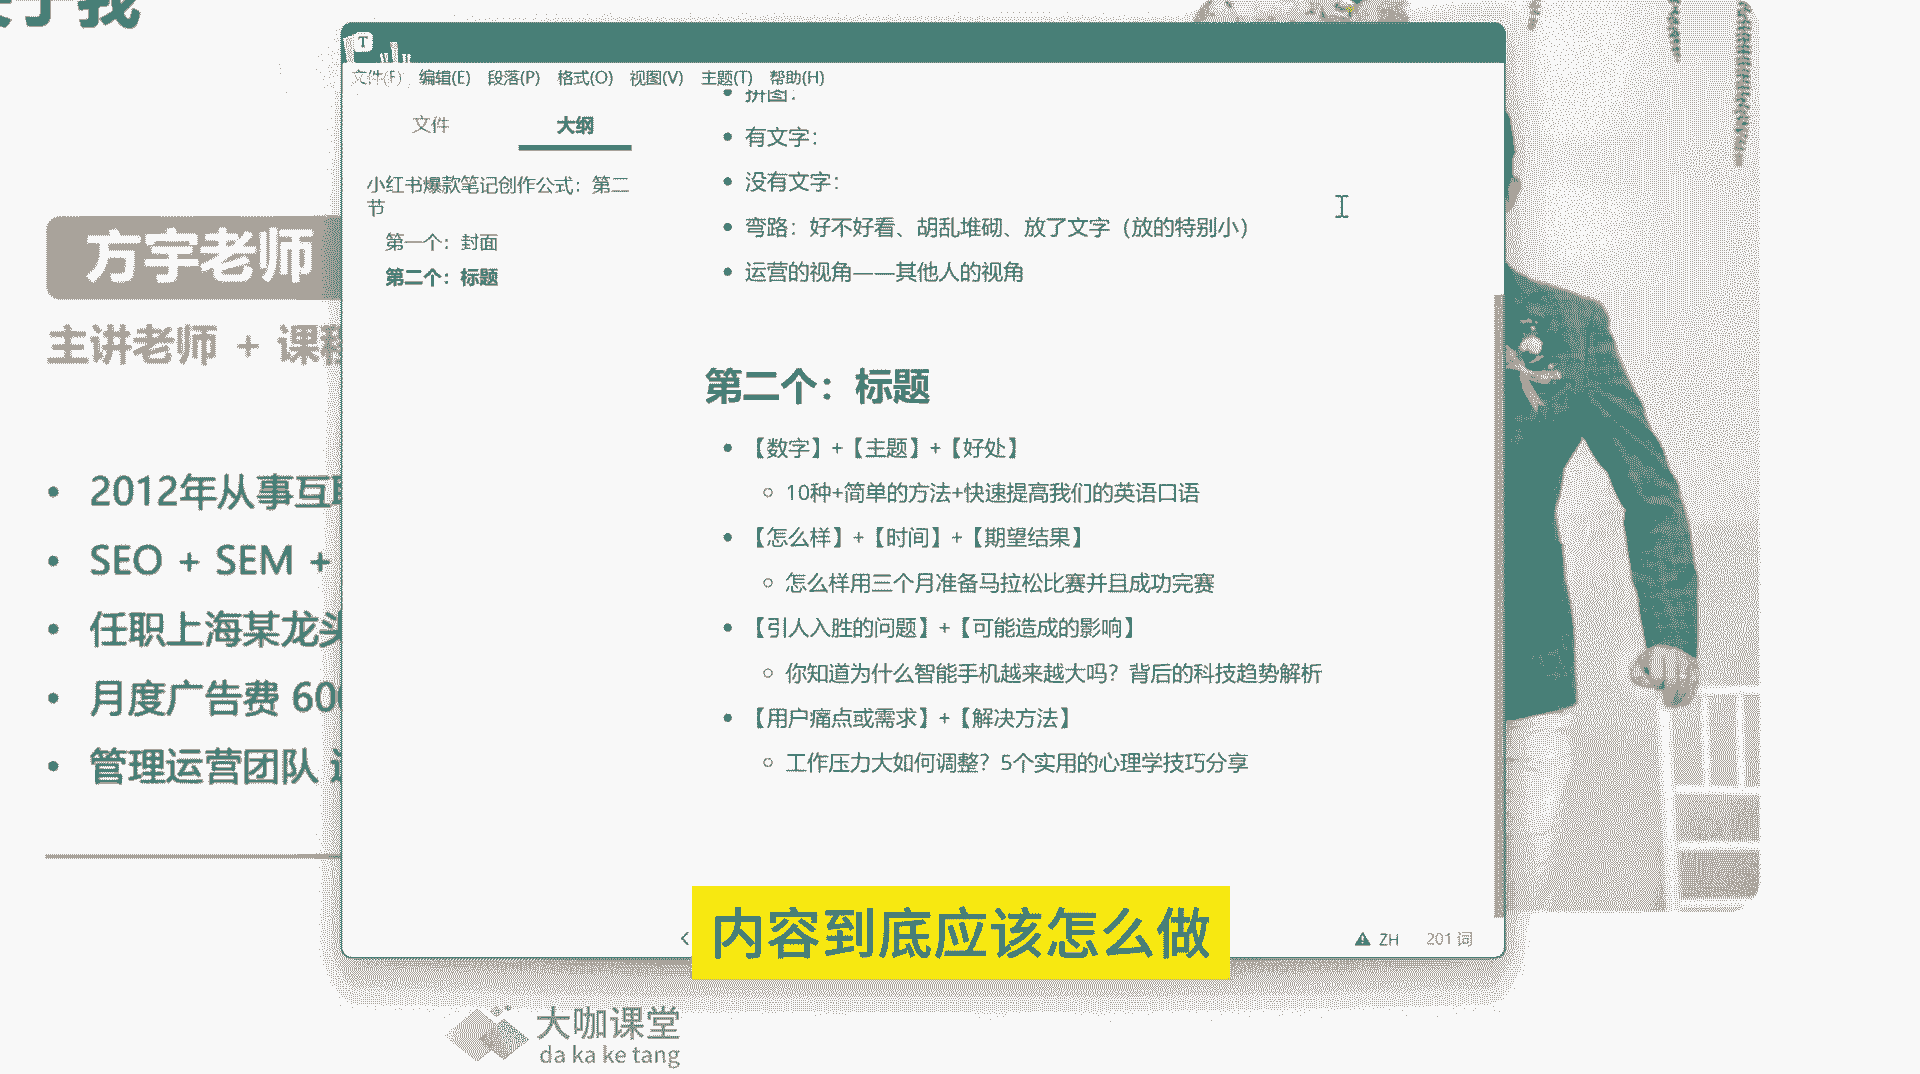 于我
方宇老师
主讲老师 + 课程
2012年从事互联
SEO + SEM +
任职上海某龙头
月度广告费 600
管理运营团队
T
文件(F) 编辑(E) 段落(P) 格式(O) 视图(V) 主题(T) 帮助(H)
文件 大纲
小红书爆款笔记创作公式：第二
节
第一个：封面
第二个：标题
拼图：
有文字：
没有文字：
弯路：好不好看、胡乱堆砌、放了文字（放的特别小）
运营的视角——其他人的视角
第二个：标题
【数字】+【主题】+【好处】
10种+简单的方法+快速提高我们的英语口语
【怎么样】+【时间】+【期望结果】
怎么样用三个月准备马拉松比赛并且成功完赛
【引人入胜的问题】+【可能造成的影响】
你知道为什么智能手机越来越大吗？背后的科技趋势解析
【用户痛点或需求】+【解决方法】
工作压力大如何调整？5个实用的心理学技巧分享
内容到底应该怎么做
ZH 201 词
大咖课堂
da ka ke tang